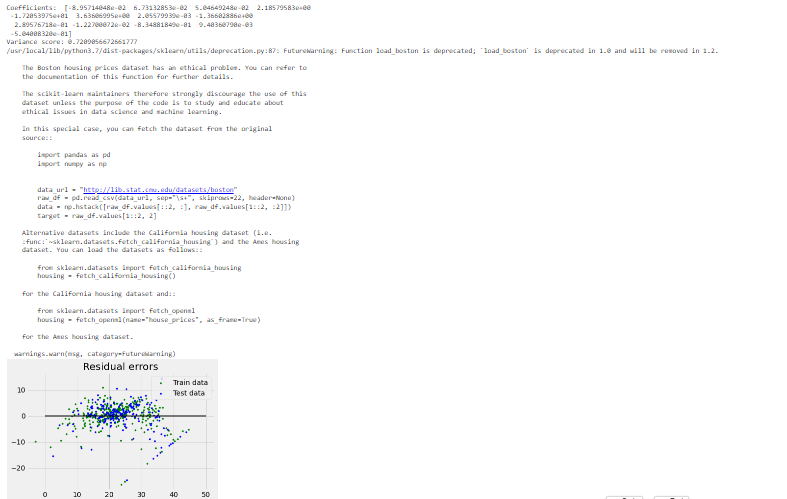 Coefficients:  [-8.95714048e-02  6.73132853e-02  5.04649248e-02  2.18579583e+00
-1.72053975e+01  3.63606995e+00  2.05579939e-03 -1.36602886e+00
2.89576718e-01 -1.22700072e-02 -8.34881849e-01  9.40360790e-03
-5.04008320e-01]
Variance score: 0.7209056672661777
/usr/local/lib/python3.7/dist-packages/sklearn/utils/deprecation.py:87: FutureWarning: Function load_boston is deprecated; `load_boston` is deprecated in 1.0 and will be removed in 1.2.
The Boston housing prices dataset has an ethical problem. You can refer to
the documentation of this function for further details.
The scikit-learn maintainers therefore strongly discourage the use of this
dataset unless the purpose of the code is to study and educate about
ethical issues in data science and machine learning.
In this special case, you can fetch the dataset from the original
source::
import pandas as pd
import numpy as np
data_url = "http://lib.stat.cmu.edu/datasets/boston"
raw_df = pd.read_csv(data_url, sep="\s+", skiprows=22, header=None)
data = np.hstack([raw_df.values[::2, :], raw_df.values[1::2, :2]])
target = raw_df.values[1::2, 2]
Alternative datasets include the California housing dataset (i.e.
:func:`~sklearn.datasets.fetch_california_housing`) and the Ames housing
dataset. You can load the datasets as follows::
from sklearn.datasets import fetch_california_housing
housing = fetch_california_housing()
for the California housing dataset and::
from sklearn.datasets import fetch_openml
housing = fetch_openml(name="house_prices", as_frame=True)
for the Ames housing dataset.
warnings.warn(msg, category=FutureWarning)
Residual errors
Train data
Test data
10
0
−10
−20
0 10 20 30 40 50